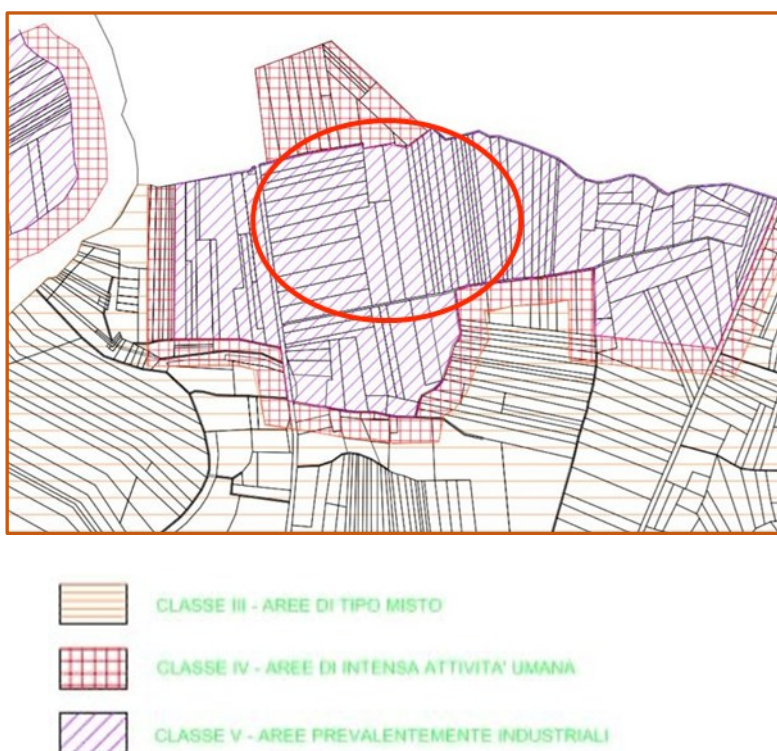 CLASSE III - AREE DI TIPO MISTO
CLASSE IV - AREE DI INTENSA ATTIVITA' UMANA
CLASSE V - AREE PREVALENTEMENTE INDUSTRIALI